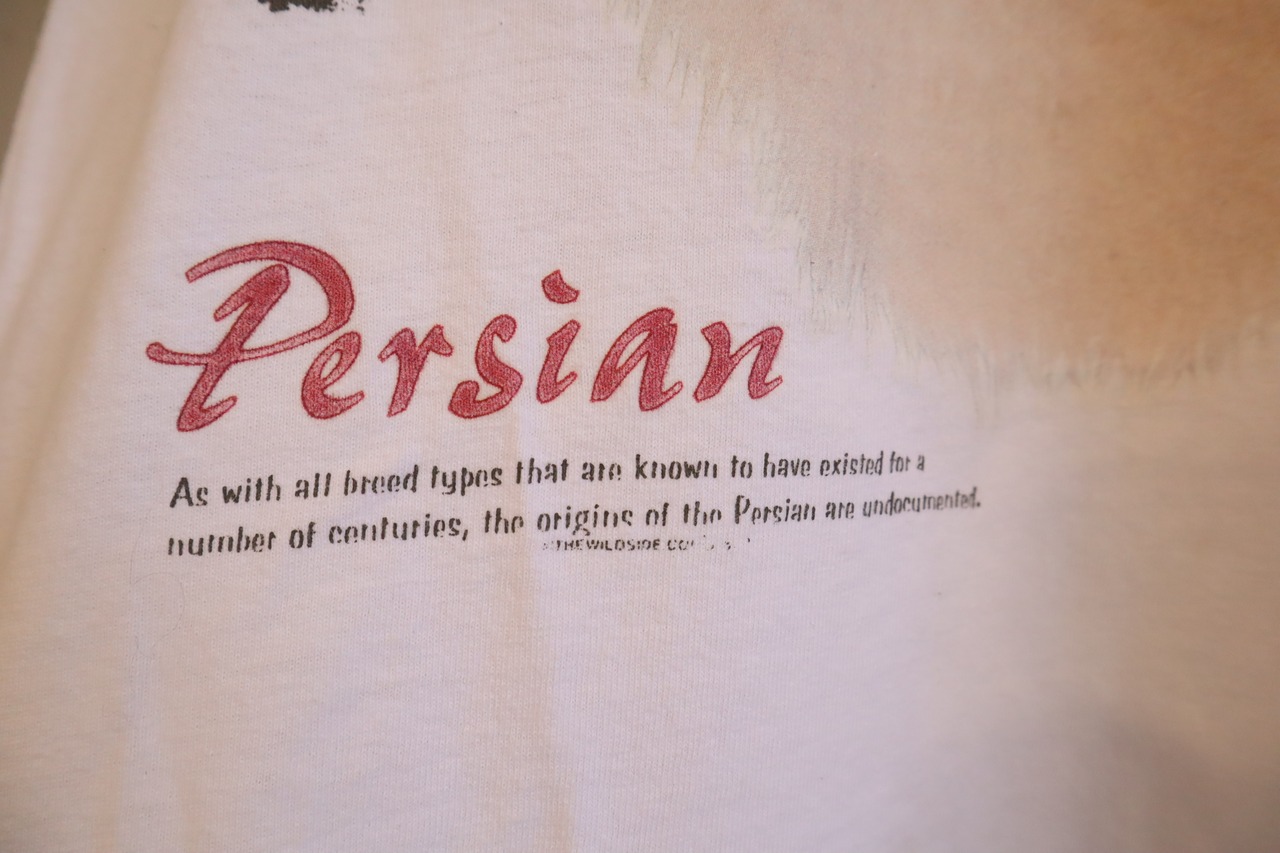 Persian
As with all breed types that are known to have existed for a
number of centuries, the origins of the Persian are undocumented.
THE WILDSIDE